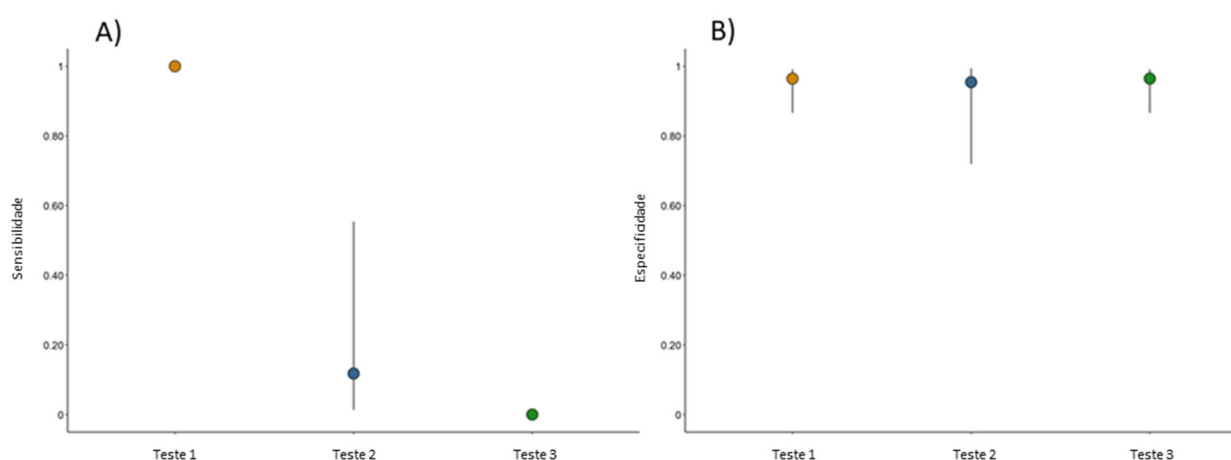 A)
1
0.80
0.60
0.40
0.20
0
Sensibilidade
Teste 1
Teste 2
Teste 3
B)
1
0.80
0.60
0.40
0.20
0
Especificidade
Teste 1
Teste 2
Teste 3